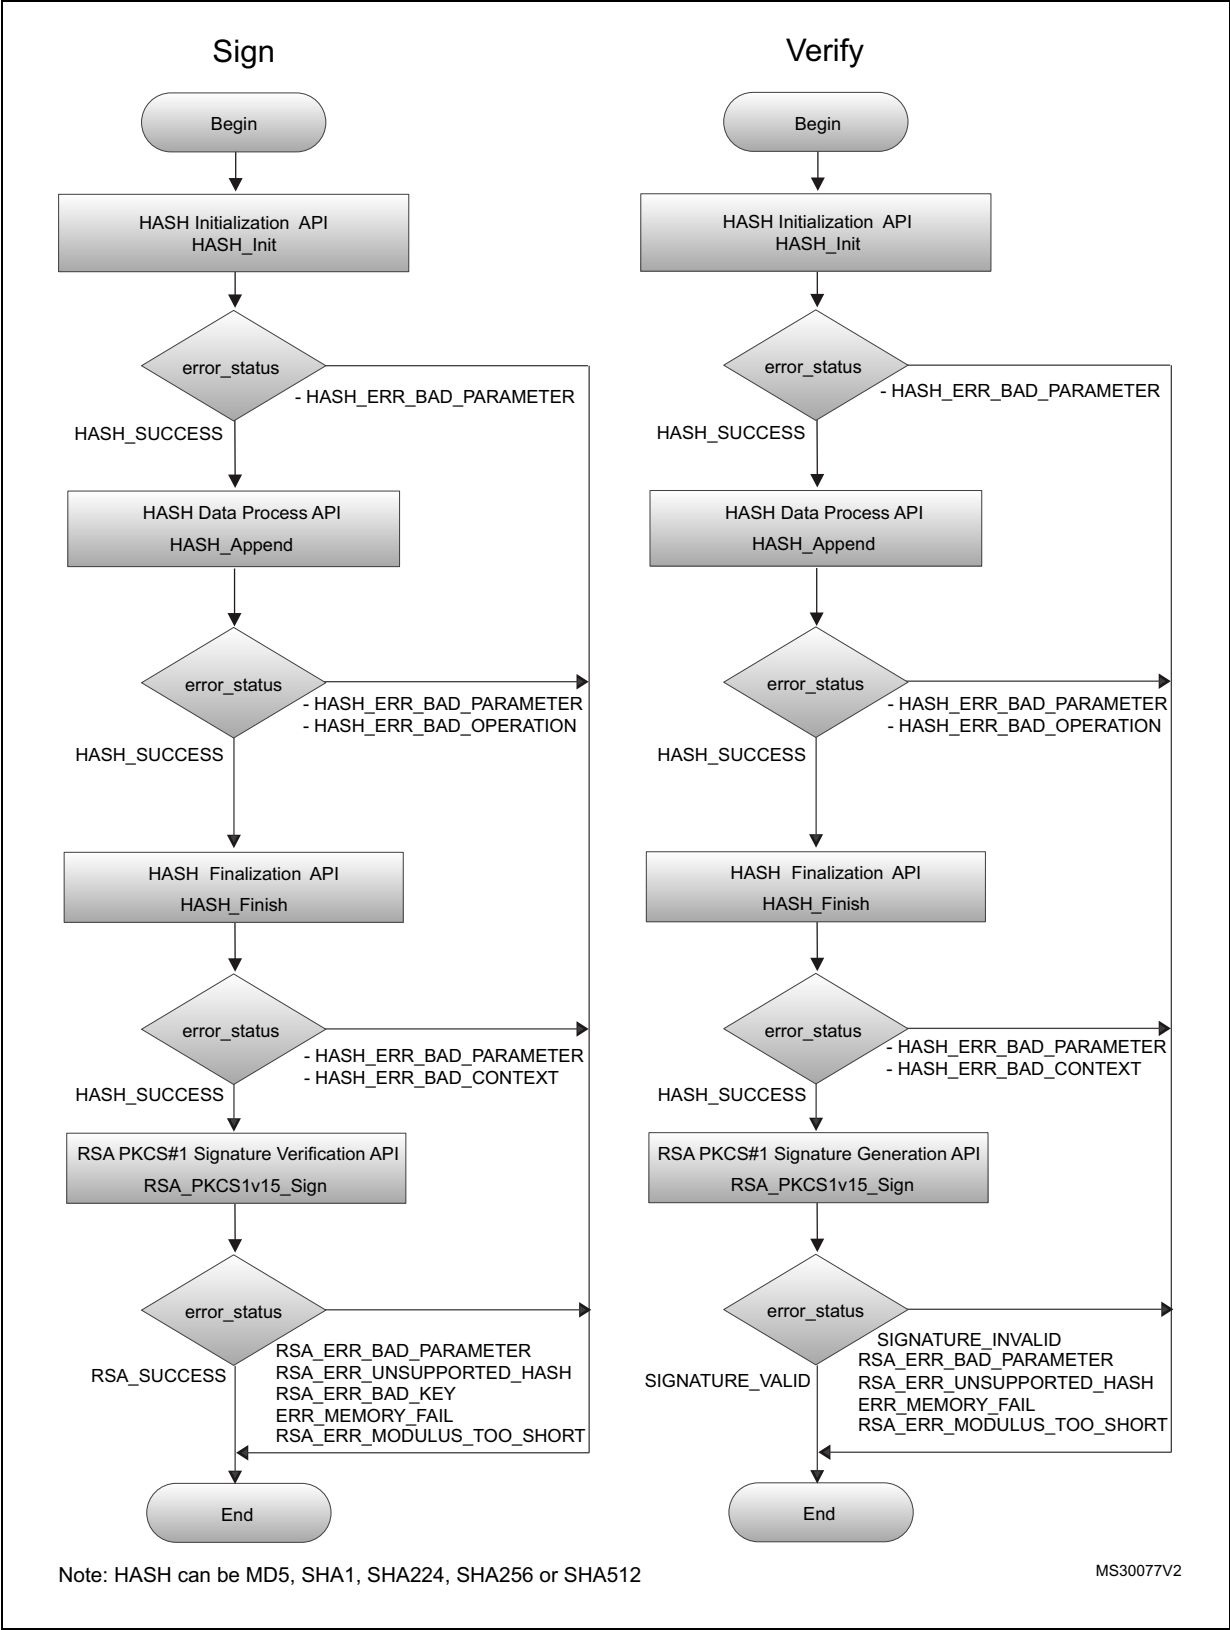 Sign
Begin
HASH Initialization API
HASH_Init
error_status
- HASH_ERR_BAD_PARAMETER
HASH_SUCCESS
HASH Data Process API
HASH_Append
error_status
- HASH_ERR_BAD_PARAMETER
- HASH_ERR_BAD_OPERATION
HASH_SUCCESS
HASH Finalization API
HASH_Finish
error_status
- HASH_ERR_BAD_PARAMETER
- HASH_ERR_BAD_CONTEXT
HASH_SUCCESS
RSA PKCS#1 Signature Verification API
RSA_PKCS1v15_Sign
error_status
RSA_SUCCESS
RSA_ERR_BAD_PARAMETER
RSA_ERR_UNSUPPORTED_HASH
RSA_ERR_BAD_KEY
ERR_MEMORY_FAIL
RSA_ERR_MODULUS_TOO_SHORT
End
Verify
Begin
HASH Initialization API
HASH_Init
error_status
- HASH_ERR_BAD_PARAMETER
HASH_SUCCESS
HASH Data Process API
HASH_Append
error_status
- HASH_ERR_BAD_PARAMETER
- HASH_ERR_BAD_OPERATION
HASH_SUCCESS
HASH Finalization API
HASH_Finish
error_status
- HASH_ERR_BAD_PARAMETER
- HASH_ERR_BAD_CONTEXT
HASH_SUCCESS
RSA PKCS#1 Signature Generation API
RSA_PKCS1v15_Sign
error_status
SIGNATURE_VALID
SIGNATURE_INVALID
RSA_ERR_BAD_PARAMETER
RSA_ERR_UNSUPPORTED_HASH
ERR_MEMORY_FAIL
RSA_ERR_MODULUS_TOO_SHORT
End
Note: HASH can be MD5, SHA1, SHA224, SHA256 or SHA512
MS30077V2